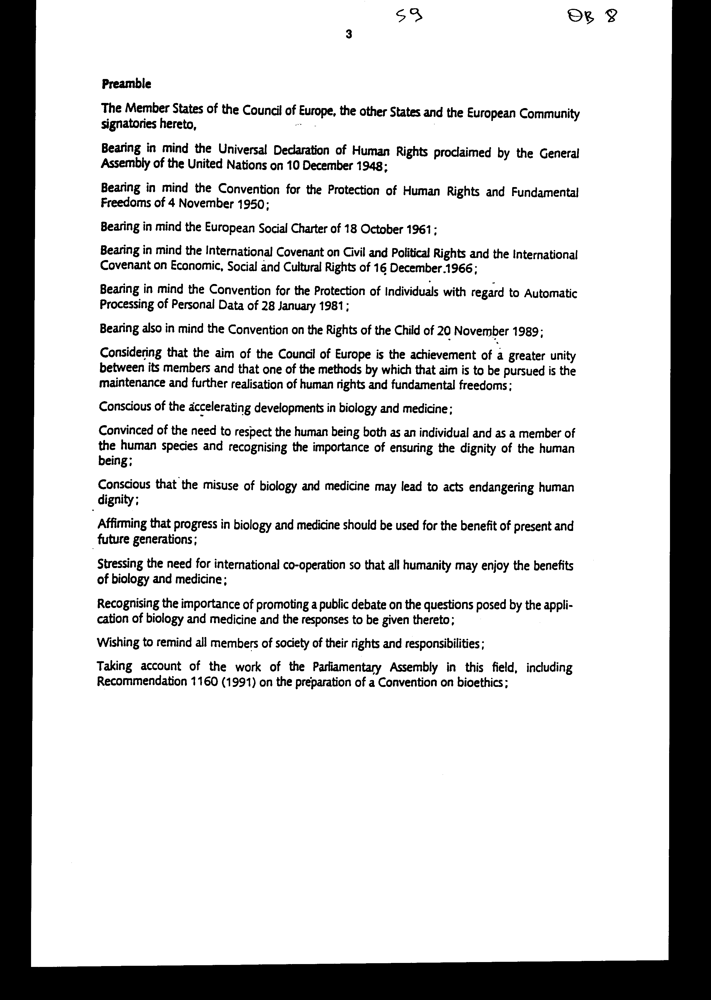 59
OB 8
3
Preamble
The Member States of the Council of Europe, the other States and the European Community
signatories hereto,
Bearing in mind the Universal Declaration of Human Rights proclaimed by the General
Assembly of the United Nations on 10 December 1948;
Bearing in mind the Convention for the Protection of Human Rights and Fundamental
Freedoms of 4 November 1950;
Bearing in mind the European Social Charter of 18 October 1961;
Bearing in mind the International Covenant on Civil and Political Rights and the International
Covenant on Economic, Social and Cultural Rights of 16 December 1966;
Bearing in mind the Convention for the Protection of Individuals with regard to Automatic
Processing of Personal Data of 28 January 1981;
Bearing also in mind the Convention on the Rights of the Child of 20 November 1989;
Considering that the aim of the Council of Europe is the achievement of a greater unity
between its members and that one of the methods by which that aim is to be pursued is the
maintenance and further realisation of human rights and fundamental freedoms;
Conscious of the accelerating developments in biology and medicine;
Convinced of the need to respect the human being both as an individual and as a member of
the human species and recognising the importance of ensuring the dignity of the human
being;
Conscious that the misuse of biology and medicine may lead to acts endangering human
dignity;
Affirming that progress in biology and medicine should be used for the benefit of present and
future generations;
Stressing the need for international co-operation so that all humanity may enjoy the benefits
of biology and medicine;
Recognising the importance of promoting a public debate on the questions posed by the appli-
cation of biology and medicine and the responses to be given thereto;
Wishing to remind all members of society of their rights and responsibilities;
Taking account of the work of the Parliamentary Assembly in this field, including
Recommendation 1160 (1991) on the preparation of a Convention on bioethics;